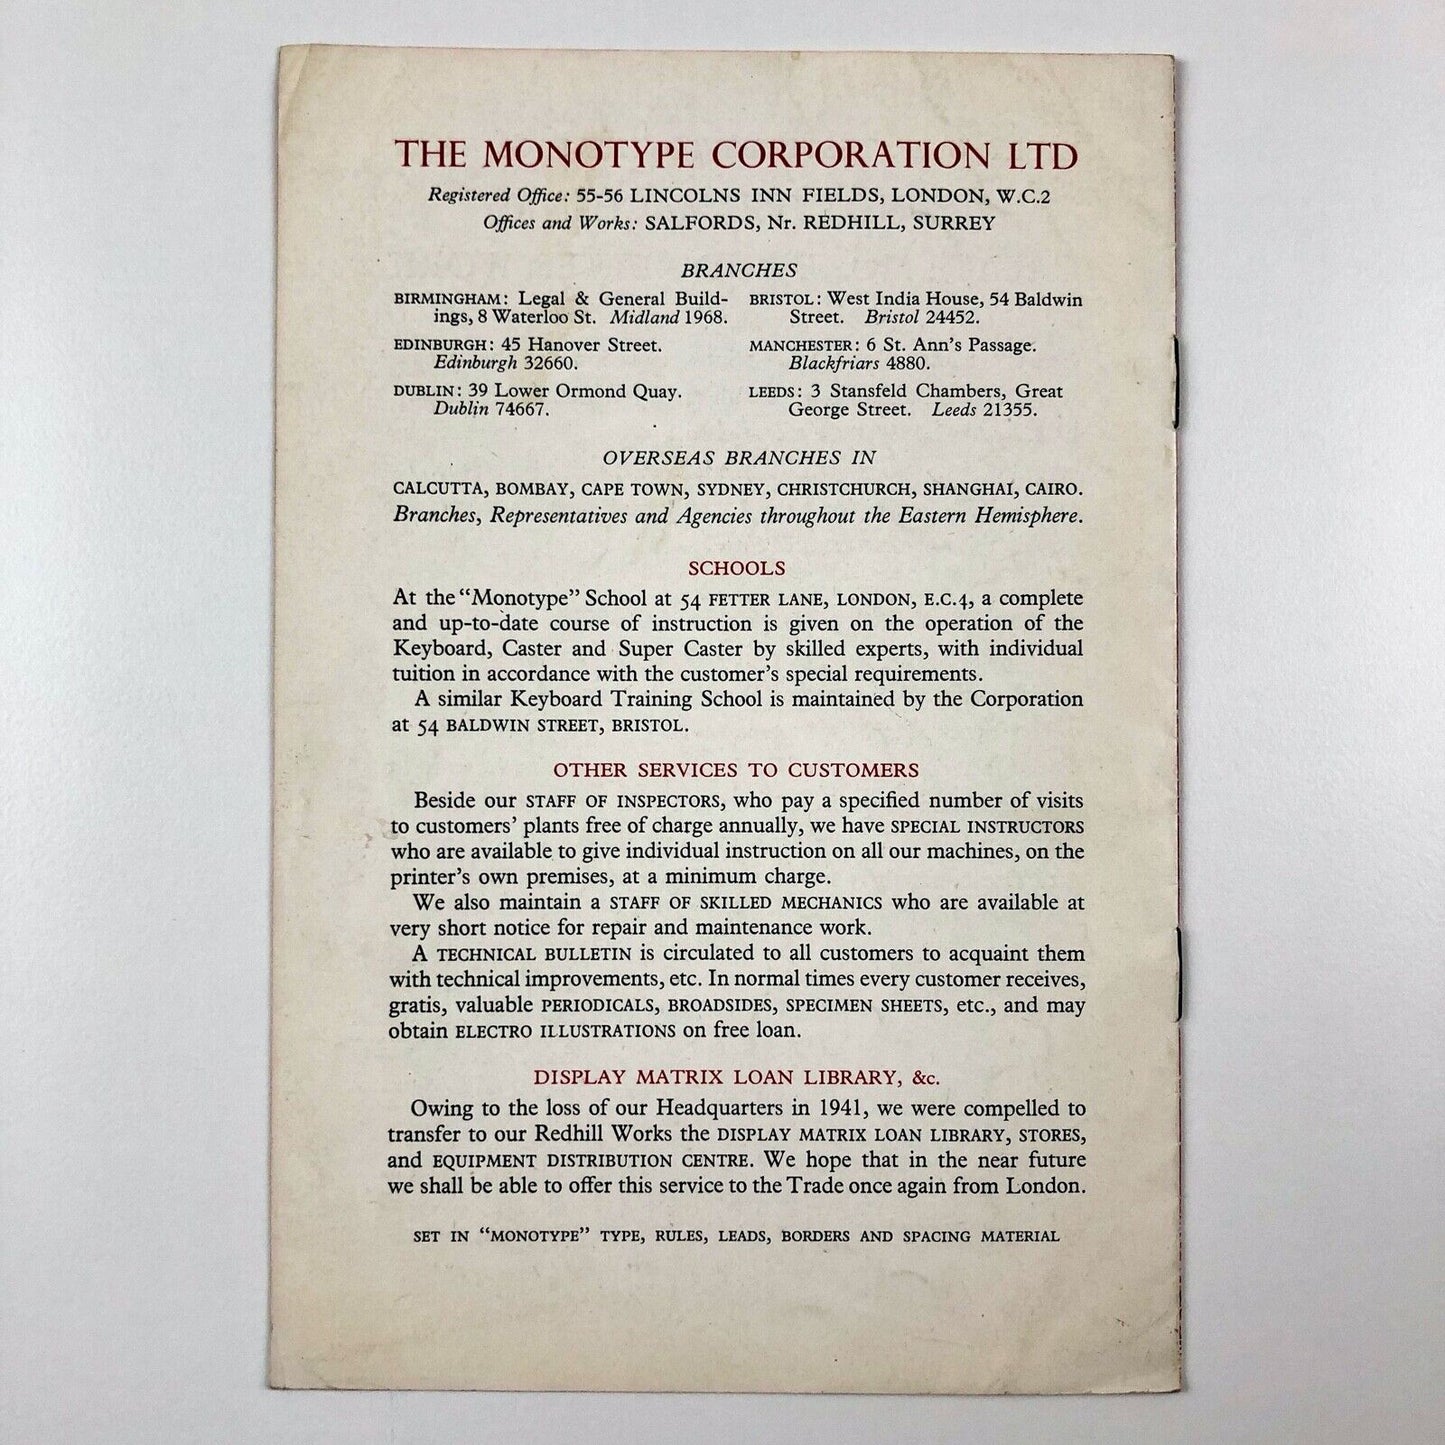 THE MONOTYPE CORPORATION LTD
Registered Office: 55-56 LINCOLNS INN FIELDS, LONDON, W.C.2
Offices and Works: SALFORDS, Nr. REDHILL, SURREY
BRANCHES
BIRMINGHAM: Legal & General Build-
ings, 8 Waterloo St. Midland 1968.
EDINBURGH: 45 Hanover Street.
Edinburgh 32660.
DUBLIN: 39 Lower Ormond Quay.
Dublin 74667.
BRISTOL: West India House, 54 Baldwin
Street. Bristol 24452.
MANCHESTER: 6 St. Ann's Passage.
Blackfriars 4880.
LEEDS: 3 Stansfeld Chambers, Great
George Street. Leeds 21355.
OVERSEAS BRANCHES IN
CALCUTTA, BOMBAY, CAPE TOWN, SYDNEY, CHRISTCHURCH, SHANGHAI, CAIRO.
Branches, Representatives and Agencies throughout the Eastern Hemisphere.
SCHOOLS
At the "Monotype" School at 54 FETTER LANE, LONDON, E.C.4, a complete
and up-to-date course of instruction is given on the operation of the
Keyboard, Caster and Super Caster by skilled experts, with individual
tuition in accordance with the customer's special requirements.
A similar Keyboard Training School is maintained by the Corporation
at 54 BALDWIN STREET, BRISTOL.
OTHER SERVICES TO CUSTOMERS
Beside our STAFF OF INSPECTORS, who pay a specified number of visits
to customers' plants free of charge annually, we have SPECIAL INSTRUCTORS
who are available to give individual instruction on all our machines, on the
printer's own premises, at a minimum charge.
We also maintain a STAFF OF SKILLED MECHANICS who are available at
very short notice for repair and maintenance work.
A TECHNICAL BULLETIN is circulated to all customers to acquaint them
with technical improvements, etc. In normal times every customer receives,
gratis, valuable PERIODICALS, BROADSIDES, SPECIMEN SHEETS, etc., and may
obtain ELECTRO ILLUSTRATIONS on free loan.
DISPLAY MATRIX LOAN LIBRARY, &c.
Owing to the loss of our Headquarters in 1941, we were compelled to
transfer to our Redhill Works the DISPLAY MATRIX LOAN LIBRARY, STORES,
and EQUIPMENT DISTRIBUTION CENTRE. We hope that in the near future
we shall be able to offer this service to the Trade once again from London.
SET IN "MONOTYPE" TYPE, RULES, LEADS, BORDERS AND SPACING MATERIAL